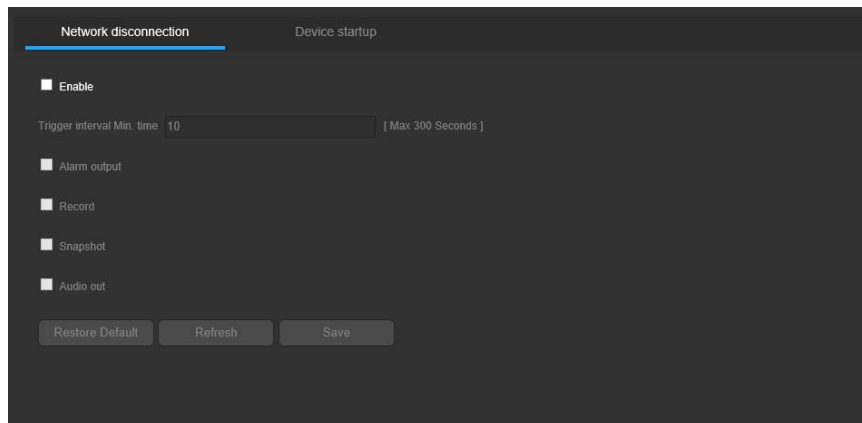 Network disconnection Device startup
Enable
Trigger interval Min. time 10 [ Max 300 Seconds ]
Alarm output
Record
Snapshot
Audio out
Restore Default Refresh Save